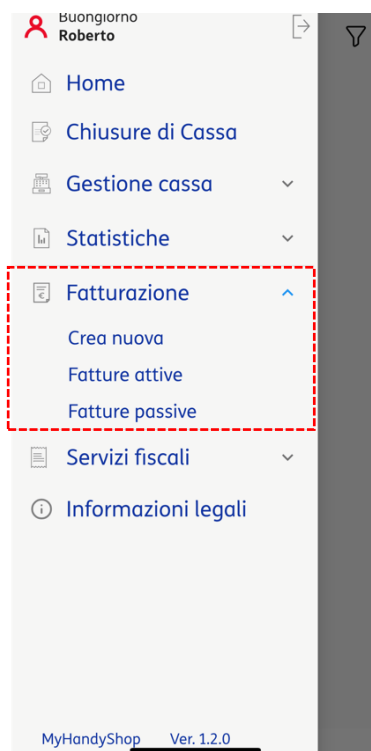 Buongiorno
Roberto
Home
Chiusure di Cassa
Gestione cassa
Statistiche
Fatturazione
Crea nuova
Fatture attive
Fatture passive
Servizi fiscali
Informazioni legali
MyHandyShop Ver. 1.2.0